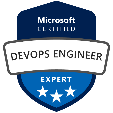 Microsoft
CERTIFIED
DEVOPS ENGINEER
EXPERT